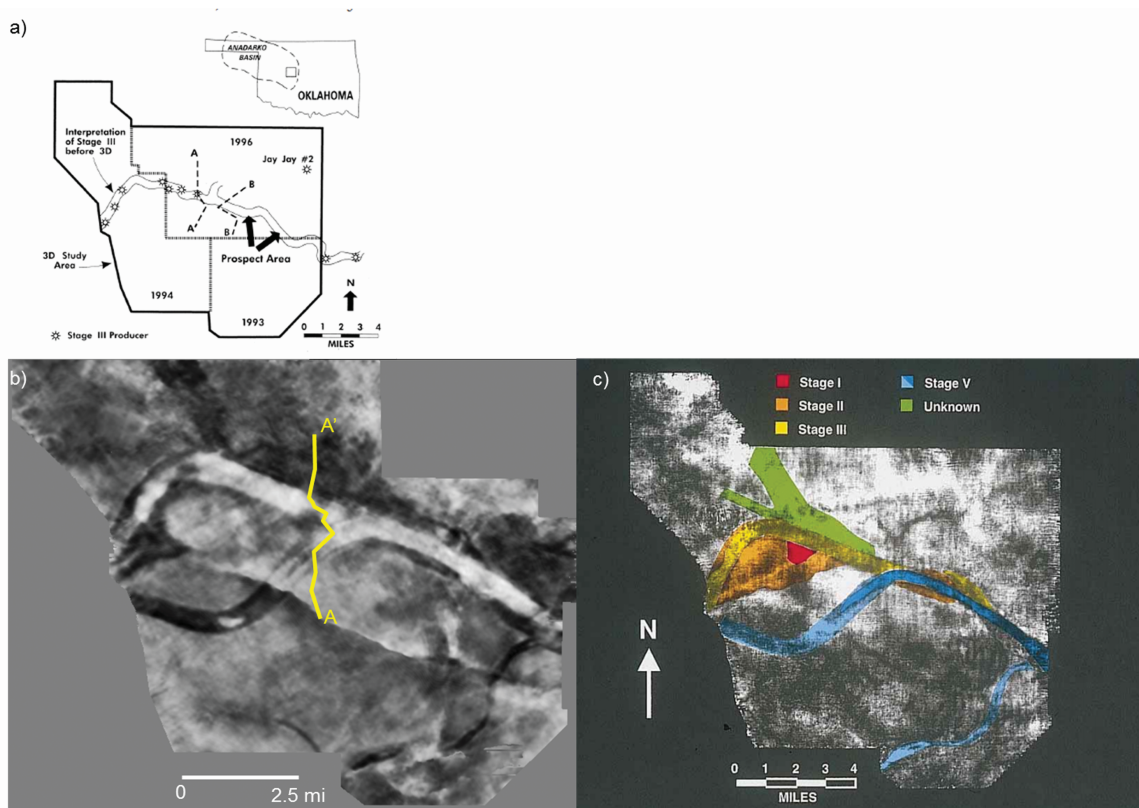 a)
ANADARKO
BASIN
OKLAHOMA
Interpretation
of Stage III
before 3D
1996
A
Jay Jay #2
B
A'
B'
Prospect Area
3D Study
Area
N
1994
1993
Stage III Producer
0 1 2 3 4
MILES
b)
A'
A
0 2.5 mi
c)
Stage I
Stage V
Stage II
Unknown
Stage III
N
0 1 2 3 4
MILES